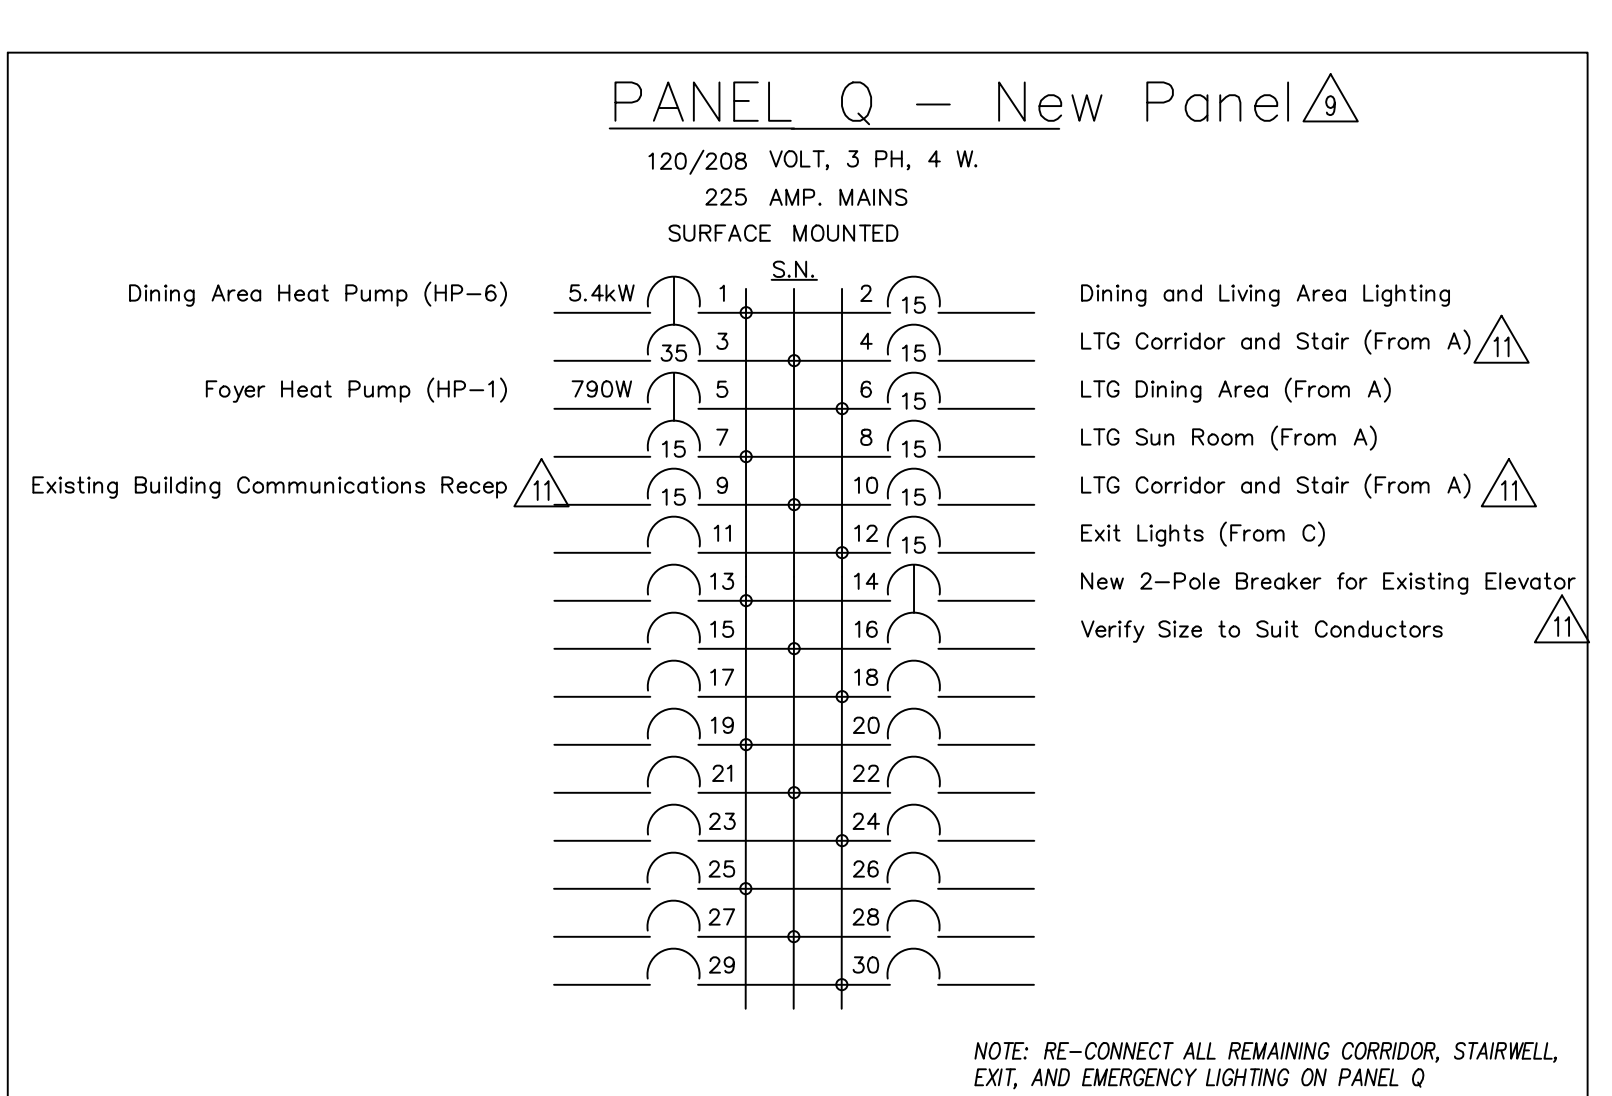 PANEL Q – New Panel 9
120/208 VOLT, 3 PH, 4 W.
225 AMP. MAINS
SURFACE MOUNTED
S.N.
Dining Area Heat Pump (HP–6) 5.4kW 1 2 15 Dining and Living Area Lighting
35 3 4 15 LTG Corridor and Stair (From A) 11
Foyer Heat Pump (HP–1) 790W 5 6 15 LTG Dining Area (From A)
15 7 8 15 LTG Sun Room (From A)
Existing Building Communications Recep 11 15 9 10 15 LTG Corridor and Stair (From A) 11
11 12 15 Exit Lights (From C)
13 14 New 2–Pole Breaker for Existing Elevator
15 16 Verify Size to Suit Conductors 11
17 18
19 20
21 22
23 24
25 26
27 28
29 30
NOTE: RE–CONNECT ALL REMAINING CORRIDOR, STAIRWELL,
EXIT, AND EMERGENCY LIGHTING ON PANEL Q